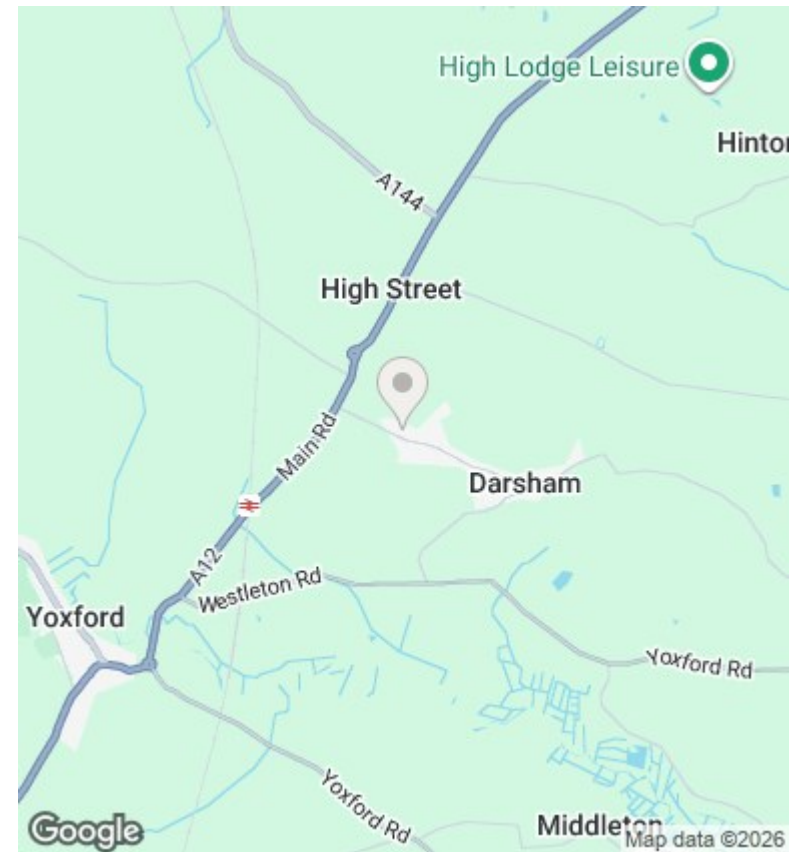 High Lodge Leisure
Hinton
A144
High Street
Main Rd
Darsham
A12
Westleton Rd
Yoxford
Yoxford Rd
Yoxford Rd
Middleton
Google
Map data ©2026